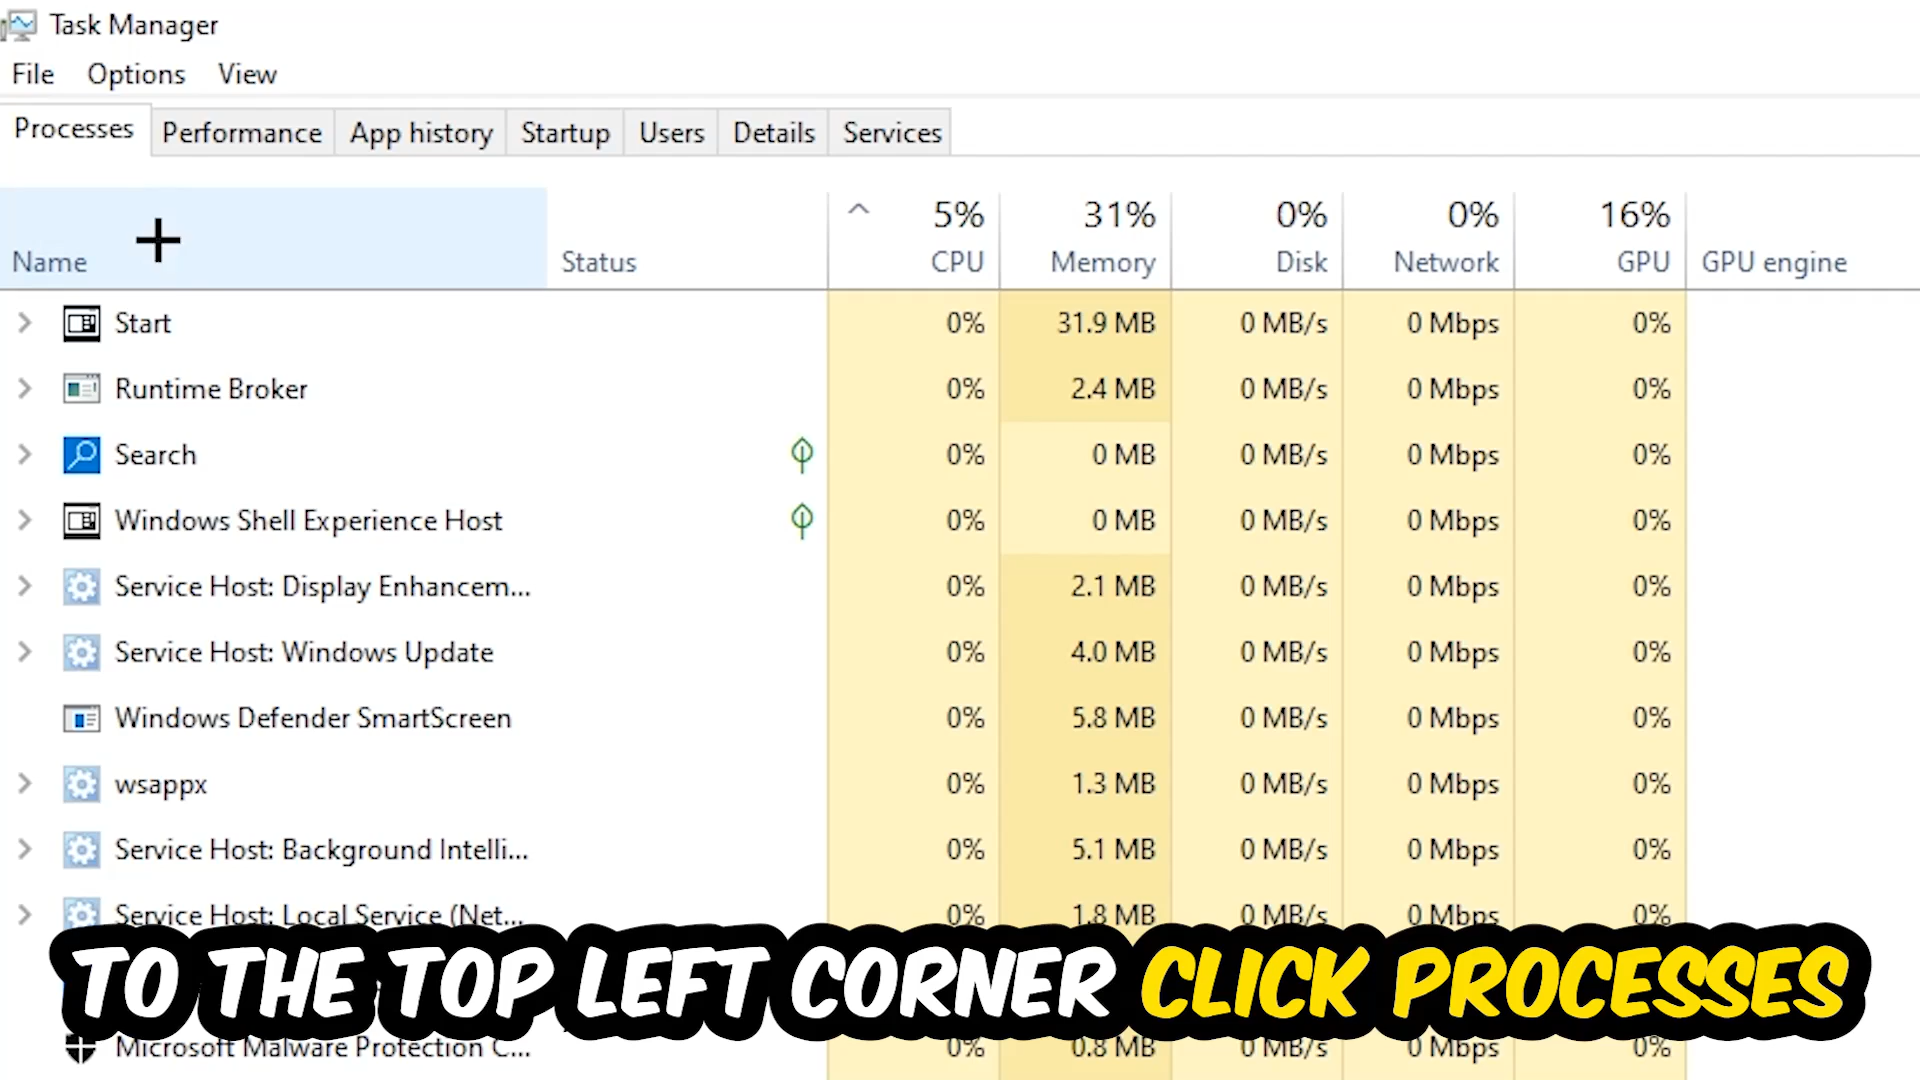 Task Manager
File Options View
Processes Performance App history Startup Users Details Services
5% 31% 0% 0% 16%
Name Status CPU Memory Disk Network GPU GPU engine
Start 0% 31.9 MB 0 MB/s 0 Mbps 0%
Runtime Broker 0% 2.4 MB 0 MB/s 0 Mbps 0%
Search 0% 0 MB 0 MB/s 0 Mbps 0%
Windows Shell Experience Host 0% 0 MB 0 MB/s 0 Mbps 0%
Service Host: Display Enhancem... 0% 2.1 MB 0 MB/s 0 Mbps 0%
Service Host: Windows Update 0% 4.0 MB 0 MB/s 0 Mbps 0%
Windows Defender SmartScreen 0% 5.8 MB 0 MB/s 0 Mbps 0%
wsappx 0% 1.3 MB 0 MB/s 0 Mbps 0%
Service Host: Background Intelli... 0% 5.1 MB 0 MB/s 0 Mbps 0%
Service Host: Local Service (Net... 0% 1.8 MB 0 MB/s 0 Mbps 0%
TO THE TOP LEFT CORNER CLICK PROCESSES
Microsoft Malware Protection C... 0% 0.8 MB 0 MB/s 0 Mbps 0%